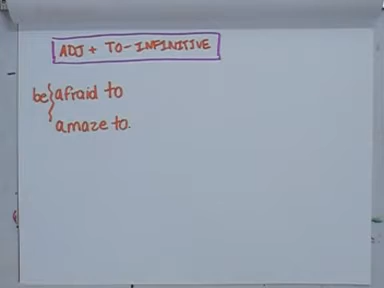 ADJ + TO-INFINITIVE
be { afraid to
amaze to.